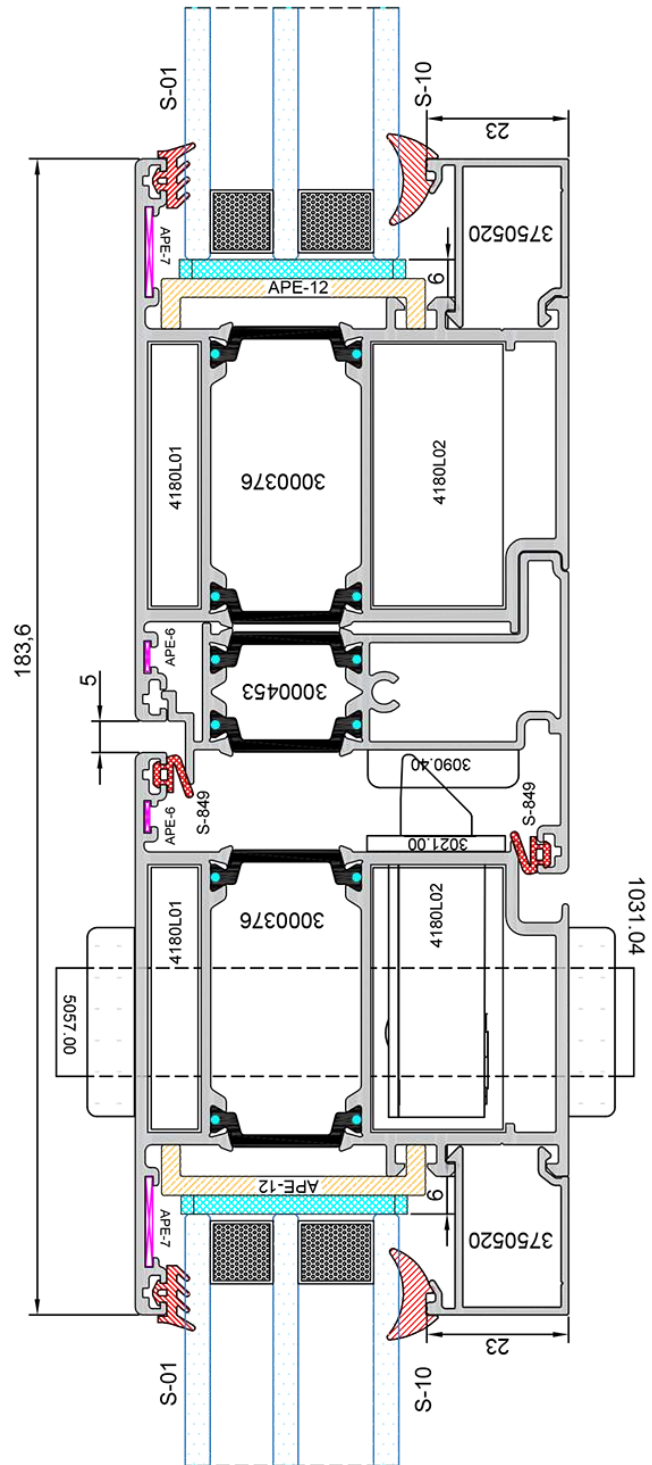 S-01
S-10
23
3750520
APE-7
6
APE-12
4180L01
3000376
4180L02
183,6
APE-6
3000453
5
3090.40
S-849
S-849
APE-6
3021.00
1031.04
4180L01
3000376
4180L02
5057.00
APE-12
6
APE-7
3750520
S-01
S-10
23